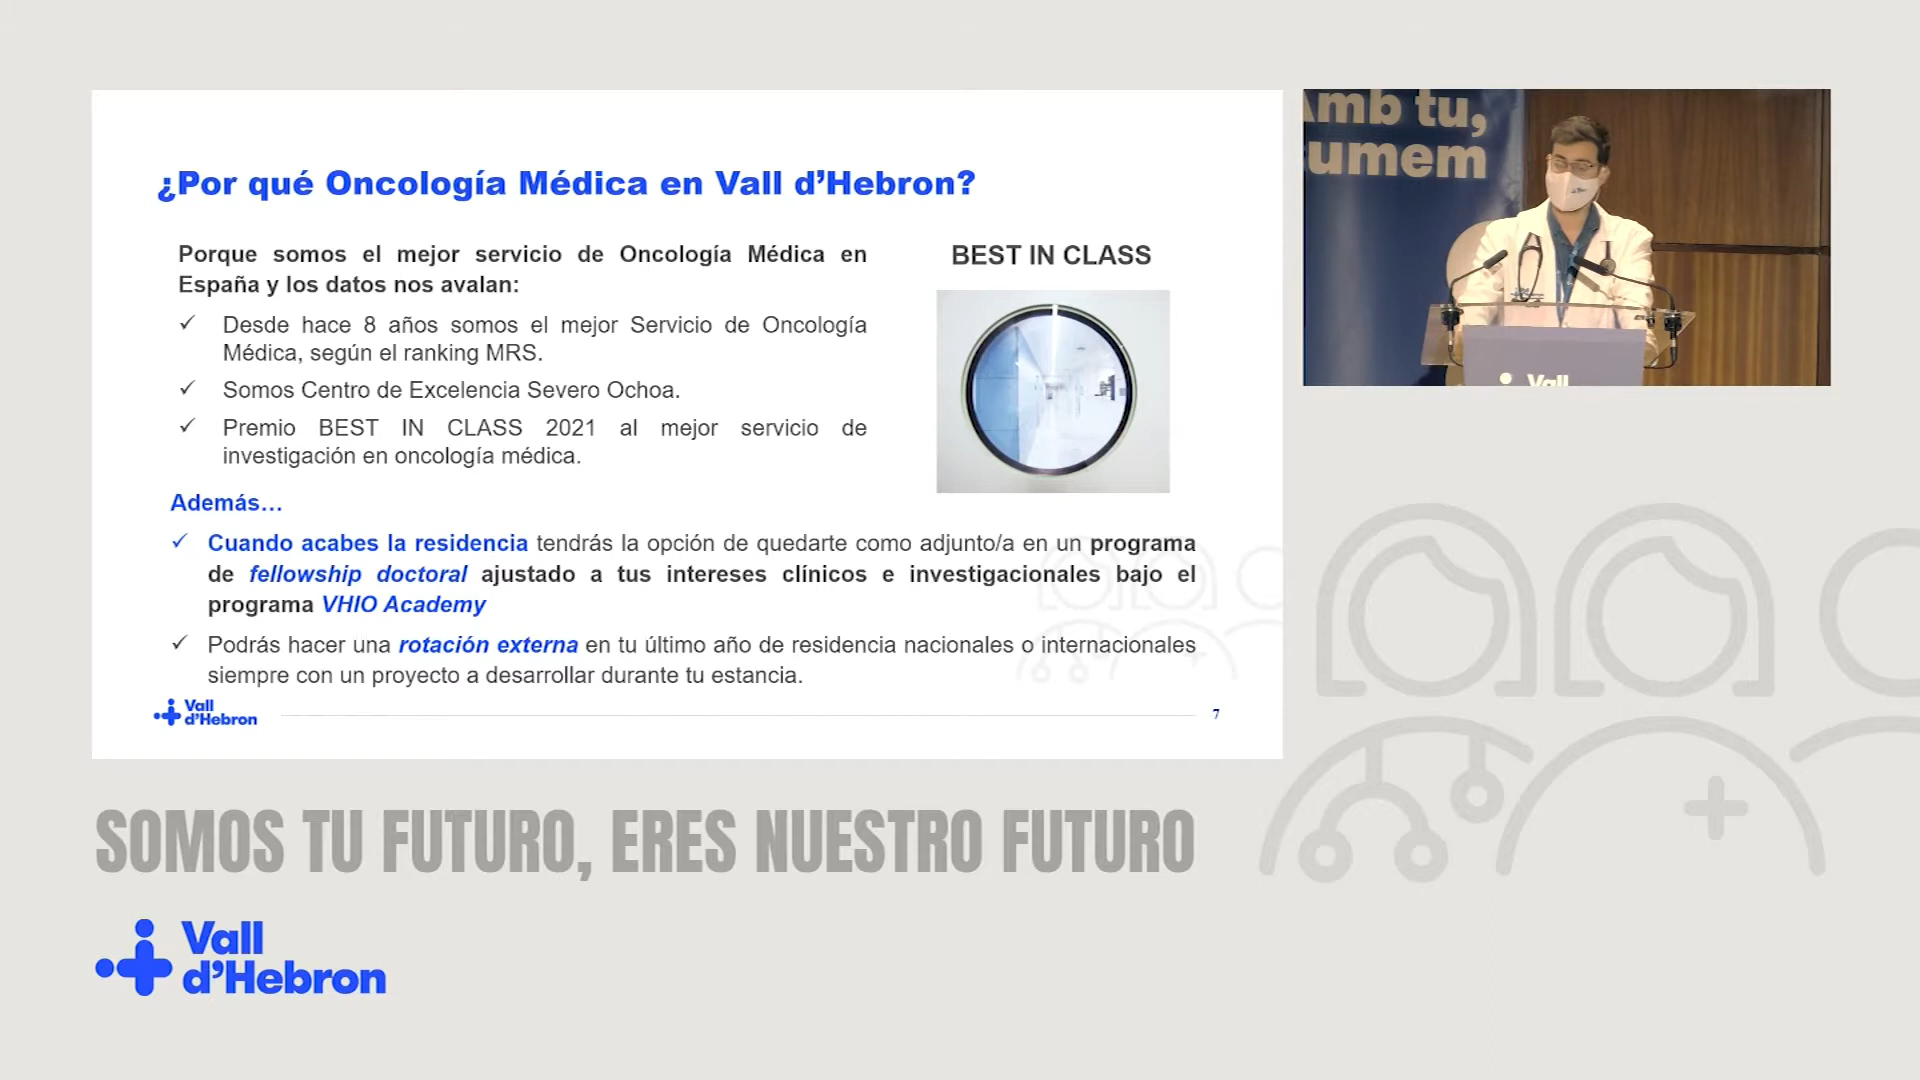 ¿Por qué Oncología Médica en Vall d’Hebron?
Porque somos el mejor servicio de Oncología Médica en
España y los datos nos avalan:
✓ Desde hace 8 años somos el mejor Servicio de Oncología
Médica, según el ranking MRS.
✓ Somos Centro de Excelencia Severo Ochoa.
✓ Premio BEST IN CLASS 2021 al mejor servicio de
investigación en oncología médica.
BEST IN CLASS
Además…
✓ Cuando acabes la residencia tendrás la opción de quedarte como adjunto/a en un programa
de fellowship doctoral ajustado a tus intereses clínicos e investigacionales bajo el
programa VHIO Academy
✓ Podrás hacer una rotación externa en tu último año de residencia nacionales o internacionales
siempre con un proyecto a desarrollar durante tu estancia.
Vall
d’Hebron
7
Amb tu,
umem
Vall
SOMOS TU FUTURO, ERES NUESTRO FUTURO
Vall
d’Hebron